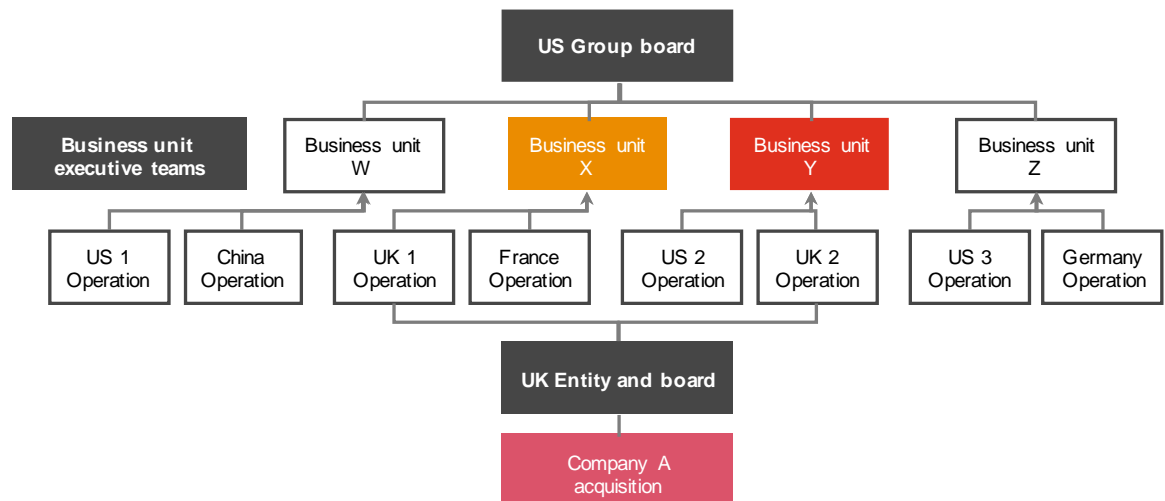 US Group board
Business unit
executive teams
Business unit
W
Business unit
X
Business unit
Y
Business unit
Z
US 1
Operation
China
Operation
UK 1
Operation
France
Operation
US 2
Operation
UK 2
Operation
US 3
Operation
Germany
Operation
UK Entity and board
Company A
acquisition